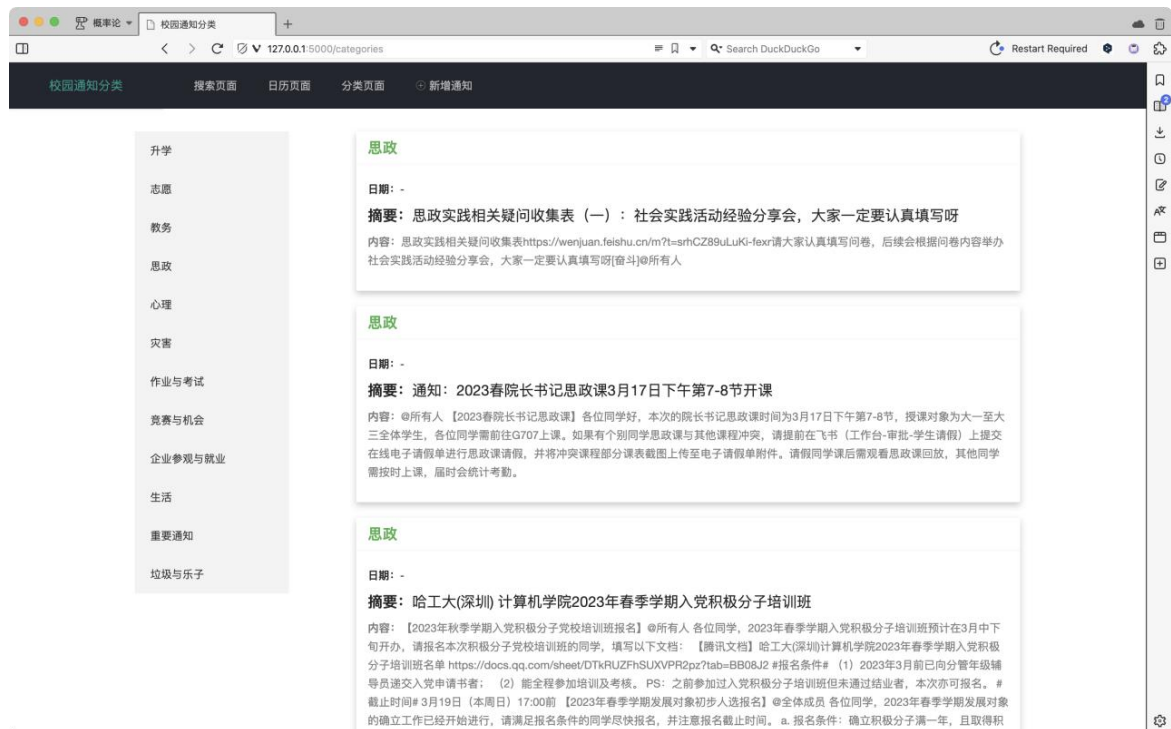 概率论
校园通知分类
127.0.0.1:5000/categories
Search DuckDuckGo
Restart Required
校园通知分类
搜索页面
日历页面
分类页面
新增通知
2
升学
志愿
教务
思政
心理
灾害
作业与考试
竞赛与机会
企业参观与就业
生活
重要通知
垃圾与乐子
思政
日期：-
摘要：思政实践相关疑问收集表（一）：社会实践活动经验分享会，大家一定要认真填写呀
内容：思政实践相关疑问收集表https://wenjuan.feishu.cn/m?t=srhCZ89uLuKi-fexr请大家认真填写问卷，后续会根据问卷内容举办
社会实践活动经验分享会，大家一定要认真填写呀[奋斗]@所有人
思政
日期：-
摘要：通知：2023春院长书记思政课3月17日下午第7-8节开课
内容：@所有人 【2023春院长书记思政课】各位同学好，本次的院长书记思政课时间为3月17日下午第7-8节，授课对象为大一至大
三全体学生，各位同学需前往G707上课。如果有个别同学思政课与其他课程冲突，请提前在飞书（工作台-审批-学生请假）上提交
在线电子请假单进行思政课请假，并将冲突课程部分课表截图上传至电子请假单附件。请假同学课后需观看思政课回放，其他同学
需按时上课，届时会统计考勤。
思政
日期：-
摘要：哈工大(深圳) 计算机学院2023年春季学期入党积极分子培训班
内容：【2023年秋季学期入党积极分子党校培训班报名】@所有人 各位同学，2023年春季学期入党积极分子培训班预计在3月中下
旬开办，请报名本次积极分子党校培训班的同学，填写以下文档： 【腾讯文档】哈工大(深圳)计算机学院2023年春季学期入党积极
分子培训班名单 https://docs.qq.com/sheet/DTkRUZFhSUXVPR2pz?tab=BB08J2 #报名条件# （1）2023年3月前已向分管年级辅
导员递交入党申请书者； （2）能全程参加培训及考核。 PS：之前参加过入党积极分子培训班但未通过结业者，本次亦可报名。 #
截止时间# 3月19日（本周日）17:00前 【2023年春季学期发展对象初步人选报名】@全体成员 各位同学，2023年春季学期发展对象
的确立工作已经开始进行，请满足报名条件的同学尽快报名，并注意报名截止时间。 a. 报名条件：确立积极分子满一年，且取得积